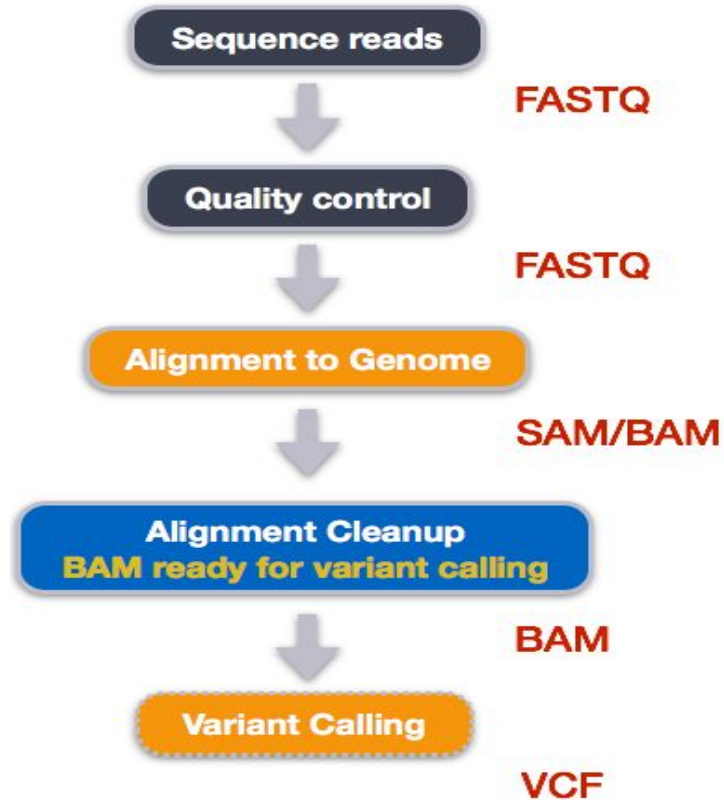 Sequence reads
FASTQ
Quality control
FASTQ
Alignment to Genome
SAM/BAM
Alignment Cleanup
BAM ready for variant calling
BAM
Variant Calling
VCF